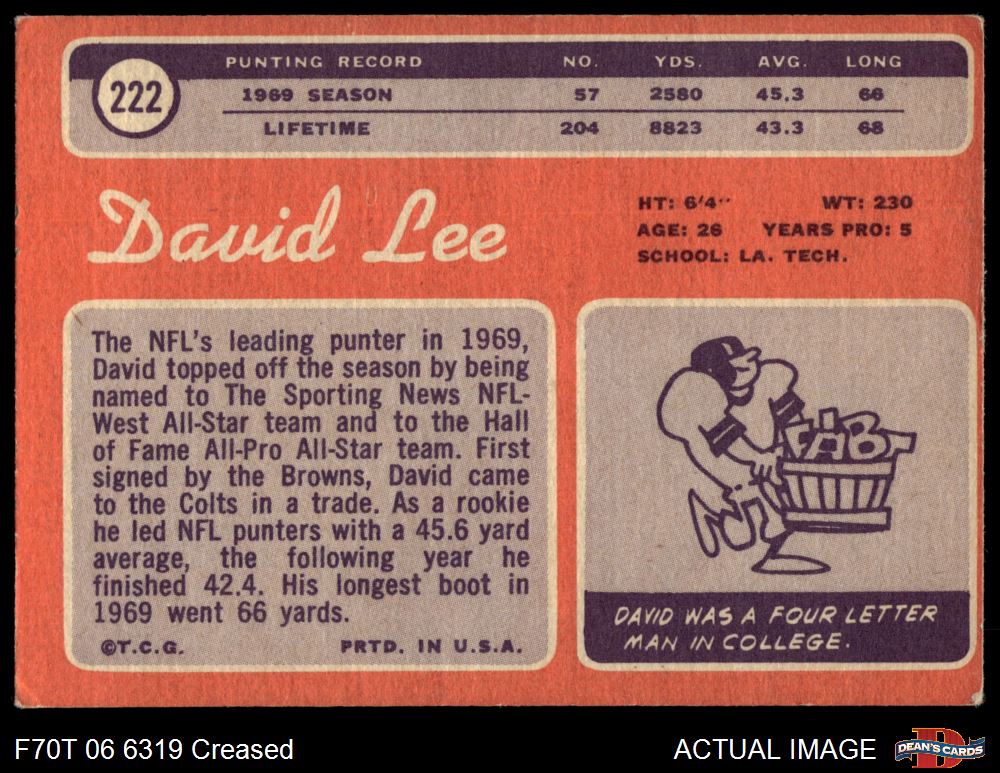 222
PUNTING RECORD NO. YDS. AVG. LONG
1969 SEASON 57 2580 45.3 66
LIFETIME 204 8823 43.3 68
David Lee
HT: 6'4" WT: 230
AGE: 26 YEARS PRO: 5
SCHOOL: LA. TECH.
The NFL's leading punter in 1969,
David topped off the season by being
named to The Sporting News NFL-
West All-Star team and to the Hall
of Fame All-Pro All-Star team. First
signed by the Browns, David came
to the Colts in a trade. As a rookie
he led NFL punters with a 45.6 yard
average, the following year he
finished 42.4. His longest boot in
1969 went 66 yards.
©T.C.G. PRTD. IN U.S.A.
DAVID WAS A FOUR LETTER
MAN IN COLLEGE.
F70T 06 6319 Creased
ACTUAL IMAGE
DEAN'S CARDS